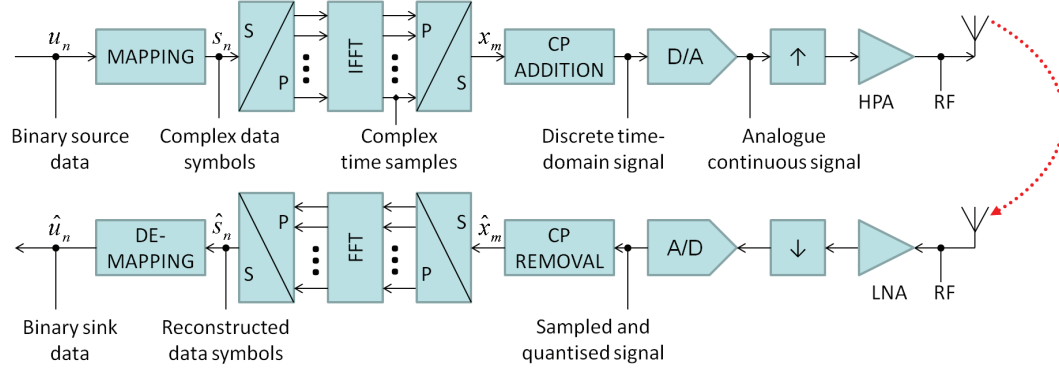 u_n
MAPPING
s_n
S
P
IFFT
P
S
x_m
CP
ADDITION
D/A
↑
HPA
RF
Binary source
data
Complex data
symbols
Complex
time samples
Discrete time-
domain signal
Analogue
continuous signal
û_n
DE-
MAPPING
ŝ_n
P
S
FFT
S
P
x̂_m
CP
REMOVAL
A/D
↓
LNA
RF
Binary sink
data
Reconstructed
data symbols
Sampled and
quantised signal